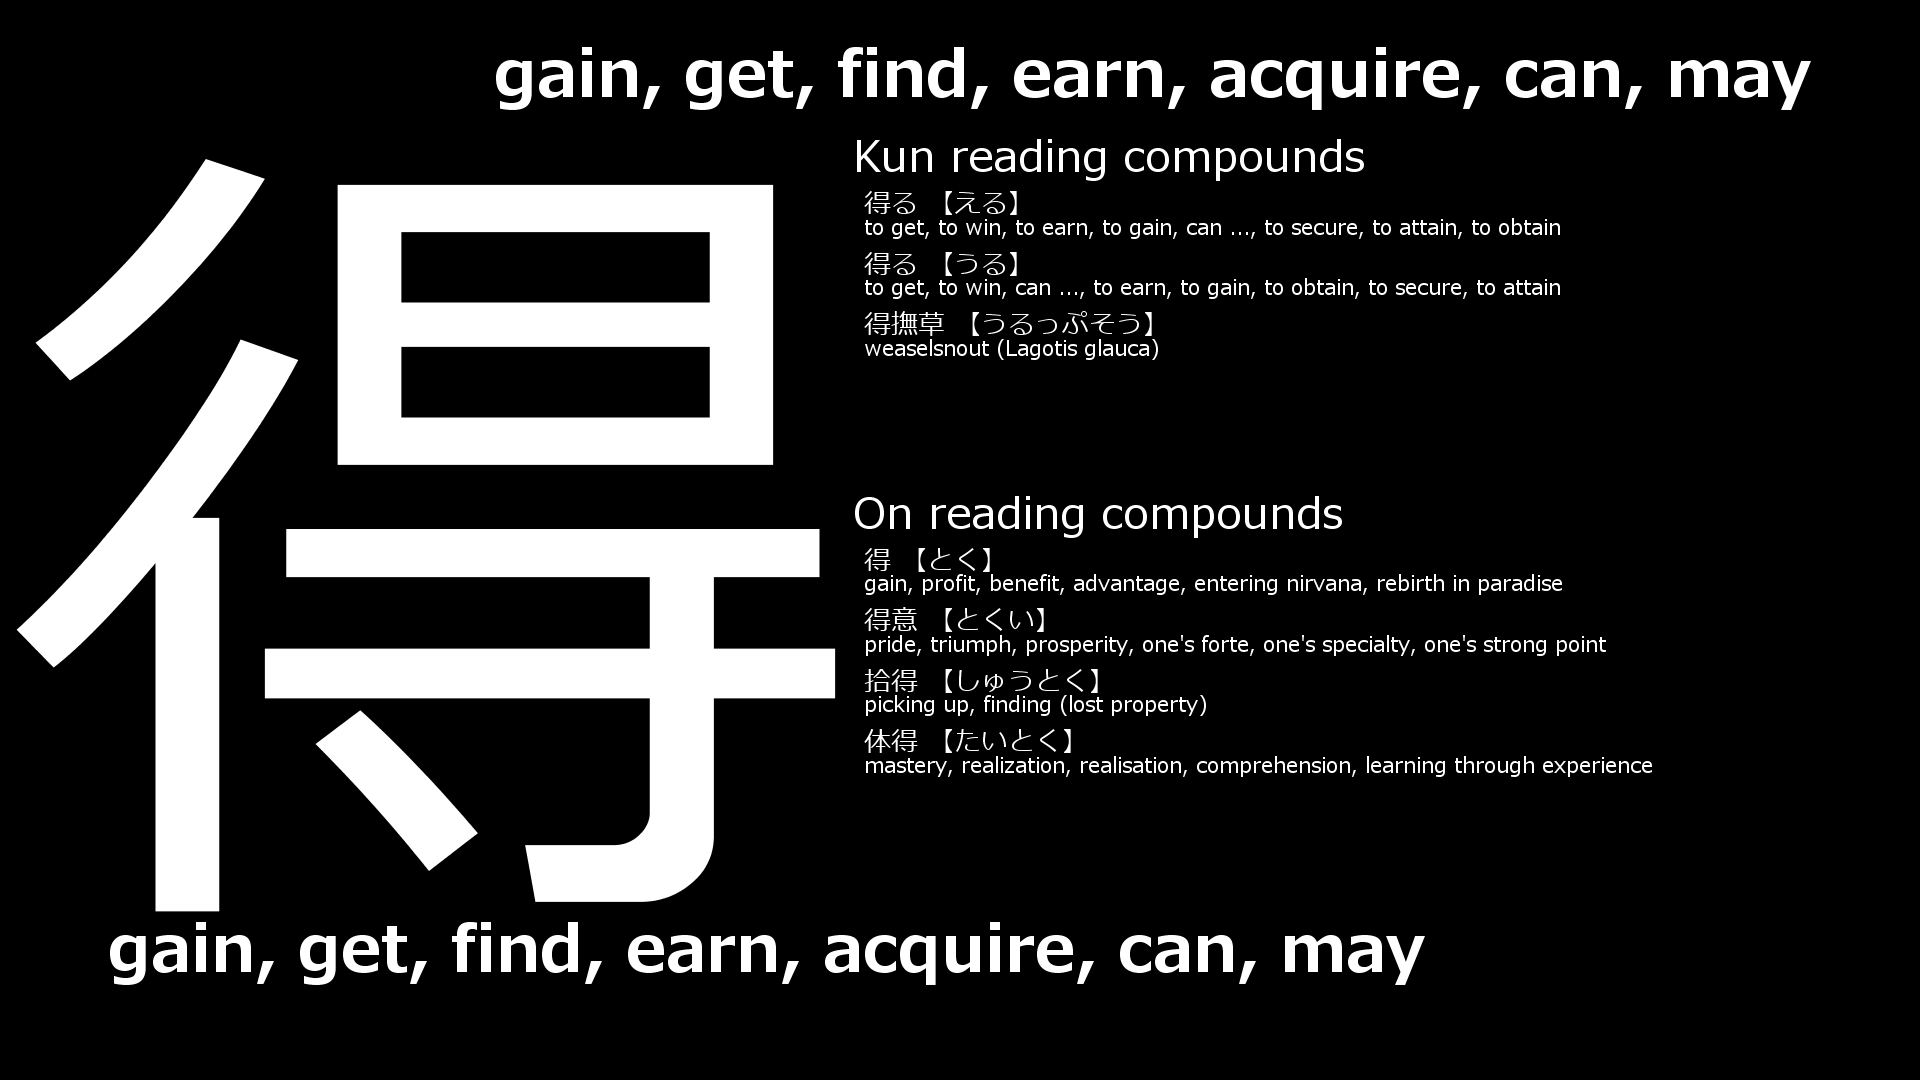 gain, get, find, earn, acquire, can, may
得
Kun reading compounds
得る 【える】
to get, to win, to earn, to gain, can ..., to secure, to attain, to obtain
得る 【うる】
to get, to win, can ..., to earn, to gain, to obtain, to secure, to attain
得撫草 【うるっぷそう】
weaselsnout (Lagotis glauca)
On reading compounds
得 【とく】
gain, profit, benefit, advantage, entering nirvana, rebirth in paradise
得意 【とくい】
pride, triumph, prosperity, one's forte, one's specialty, one's strong point
拾得 【しゅうとく】
picking up, finding (lost property)
体得 【たいとく】
mastery, realization, realisation, comprehension, learning through experience
gain, get, find, earn, acquire, can, may